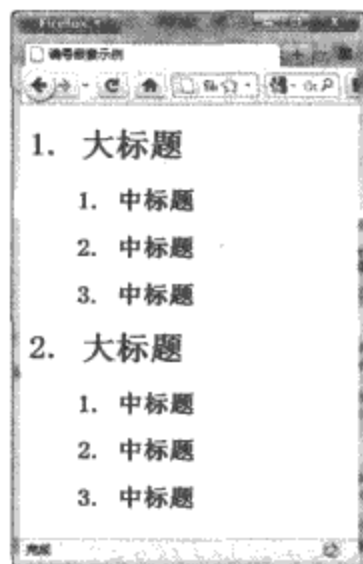 Firefox
编号嵌套示例
1. 大标题
1. 中标题
2. 中标题
3. 中标题
2. 大标题
1. 中标题
2. 中标题
3. 中标题
完成